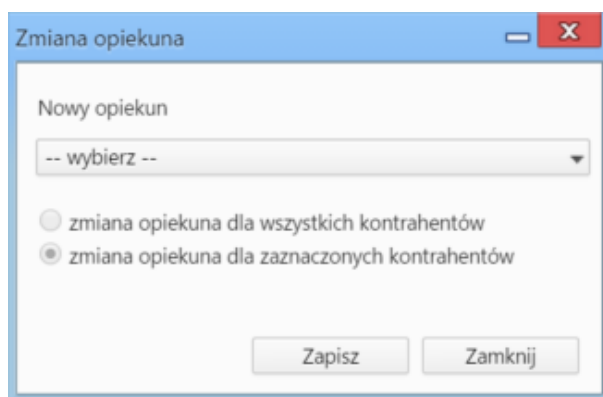 Zmiana opiekuna
Nowy opiekun
-- wybierz --
zmiana opiekuna dla wszystkich kontrahentów
zmiana opiekuna dla zaznaczonych kontrahentów
Zapisz Zamknij